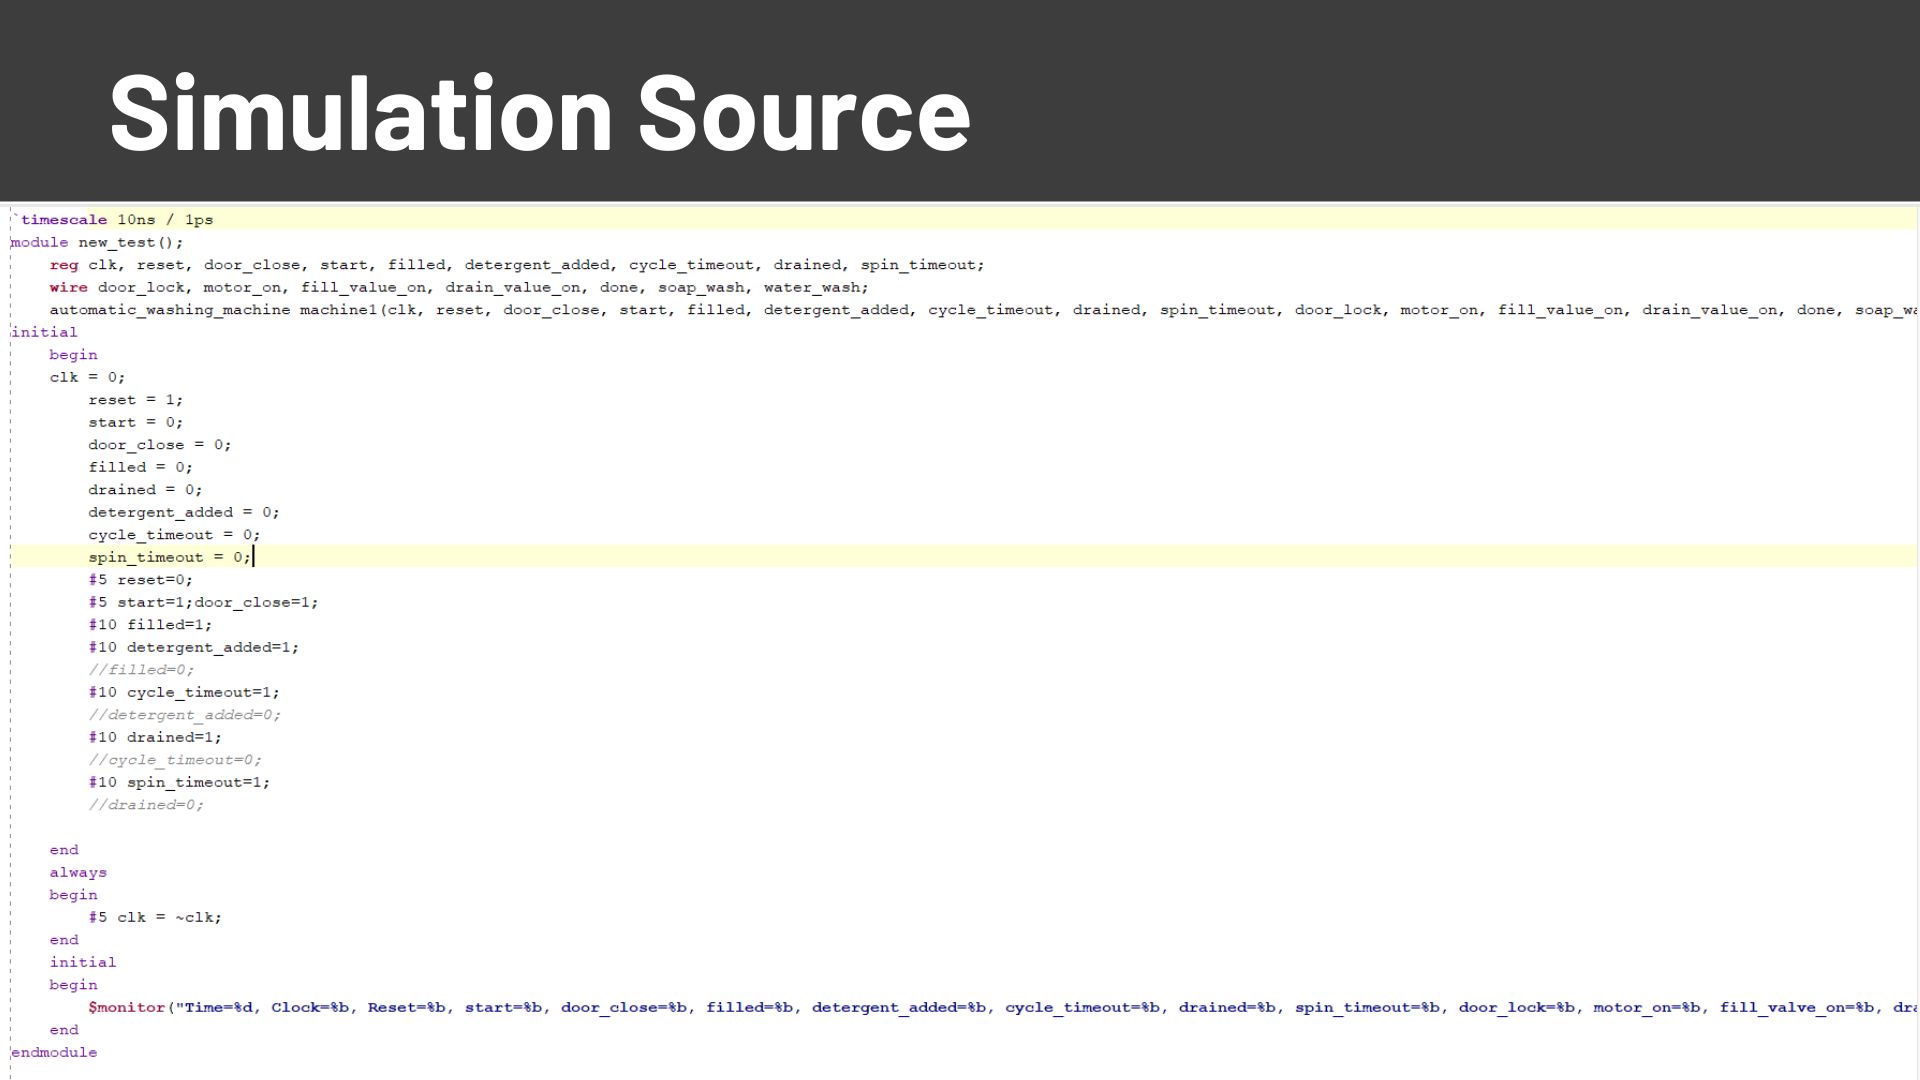 Simulation Source
`timescale 10ns / 1ps
module new_test();
reg clk, reset, door_close, start, filled, detergent_added, cycle_timeout, drained, spin_timeout;
wire door_lock, motor_on, fill_value_on, drain_value_on, done, soap_wash, water_wash;
automatic_washing_machine machine1(clk, reset, door_close, start, filled, detergent_added, cycle_timeout, drained, spin_timeout, door_lock, motor_on, fill_value_on, drain_value_on, done,
initial
begin
clk = 0;
reset = 1;
start = 0;
door_close = 0;
filled = 0;
drained = 0;
detergent_added = 0;
cycle_timeout = 0;
spin_timeout = 0;
#5 reset=0;
#5 start=1;door_close=1;
#10 filled=1;
#10 detergent_added=1;
//filled=0;
#10 cycle_timeout=1;
//detergent_added=0;
#10 drained=1;
//cycle_timeout=0;
#10 spin_timeout=1;
//drained=0;
end
always
begin
#5 clk = ~clk;
end
initial
begin
$monitor("Time=%d, Clock=%b, Reset=%b, start=%b, door_close=%b, filled=%b, detergent_added=%b, cycle_timeout=%b, drained=%b, spin_timeout=%b, door_lock=%b, motor_on=%b, fill_valve_on=%b,
end
endmodule